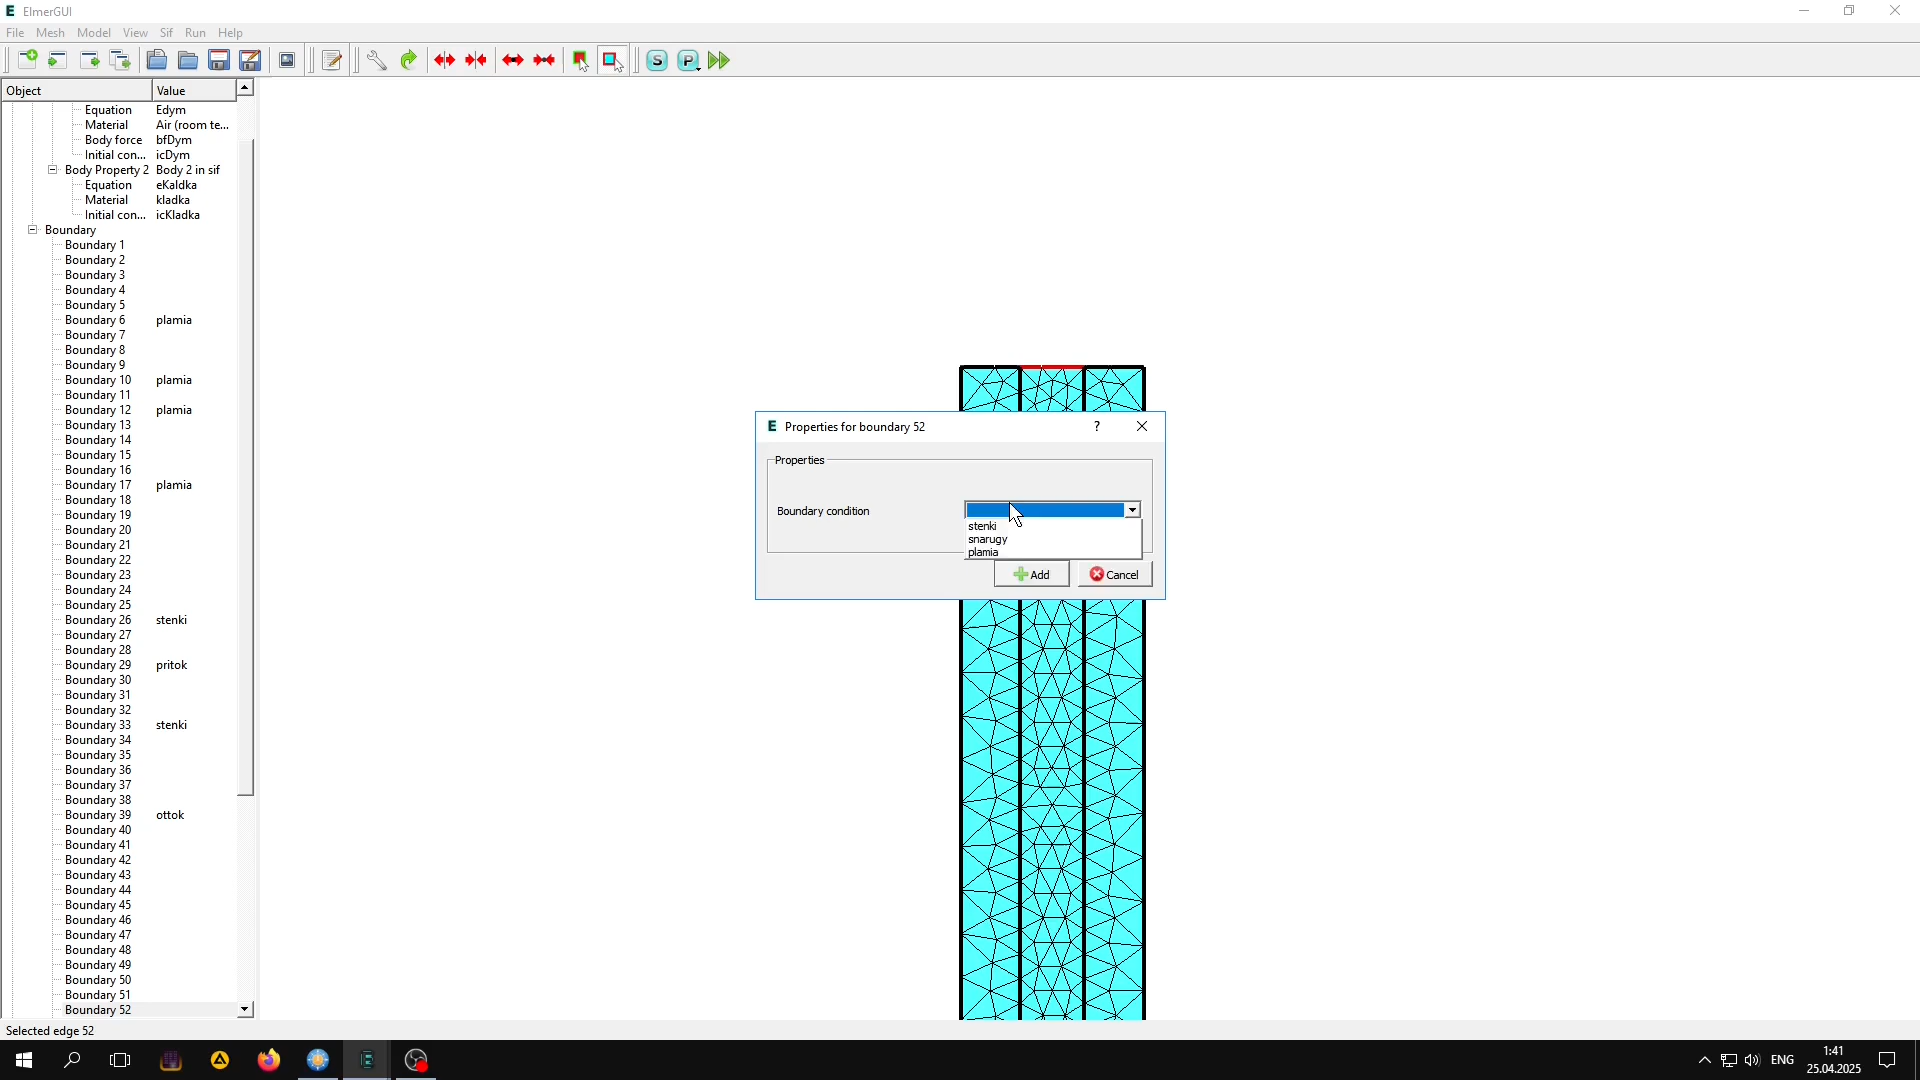 ElmerGUI
File Mesh Model View Sif Run Help
S P
Object Value
Equation Edym
Material Air (room te...
Body force bfDym
Initial con... icDym
Body Property 2 Body 2 in sif
Equation eKaldka
Material kladka
Initial con... icKladka
Boundary
Boundary 1
Boundary 2
Boundary 3
Boundary 4
Boundary 5
Boundary 6 plamia
Boundary 7
Boundary 8
Boundary 9
Boundary 10 plamia
Boundary 11
Boundary 12 plamia
Boundary 13
Boundary 14
Boundary 15
Boundary 16
Boundary 17 plamia
Boundary 18
Boundary 19
Boundary 20
Boundary 21
Boundary 22
Boundary 23
Boundary 24
Boundary 25
Boundary 26 stenki
Boundary 27
Boundary 28
Boundary 29 pritok
Boundary 30
Boundary 31
Boundary 32
Boundary 33 stenki
Boundary 34
Boundary 35
Boundary 36
Boundary 37
Boundary 38
Boundary 39 ottok
Boundary 40
Boundary 41
Boundary 42
Boundary 43
Boundary 44
Boundary 45
Boundary 46
Boundary 47
Boundary 48
Boundary 49
Boundary 50
Boundary 51
Boundary 52
E Properties for boundary 52 ?
Properties
Boundary condition
stenki
snarugy
plamia
Add Cancel
Selected edge 52
ENG
1:41
25.04.2025